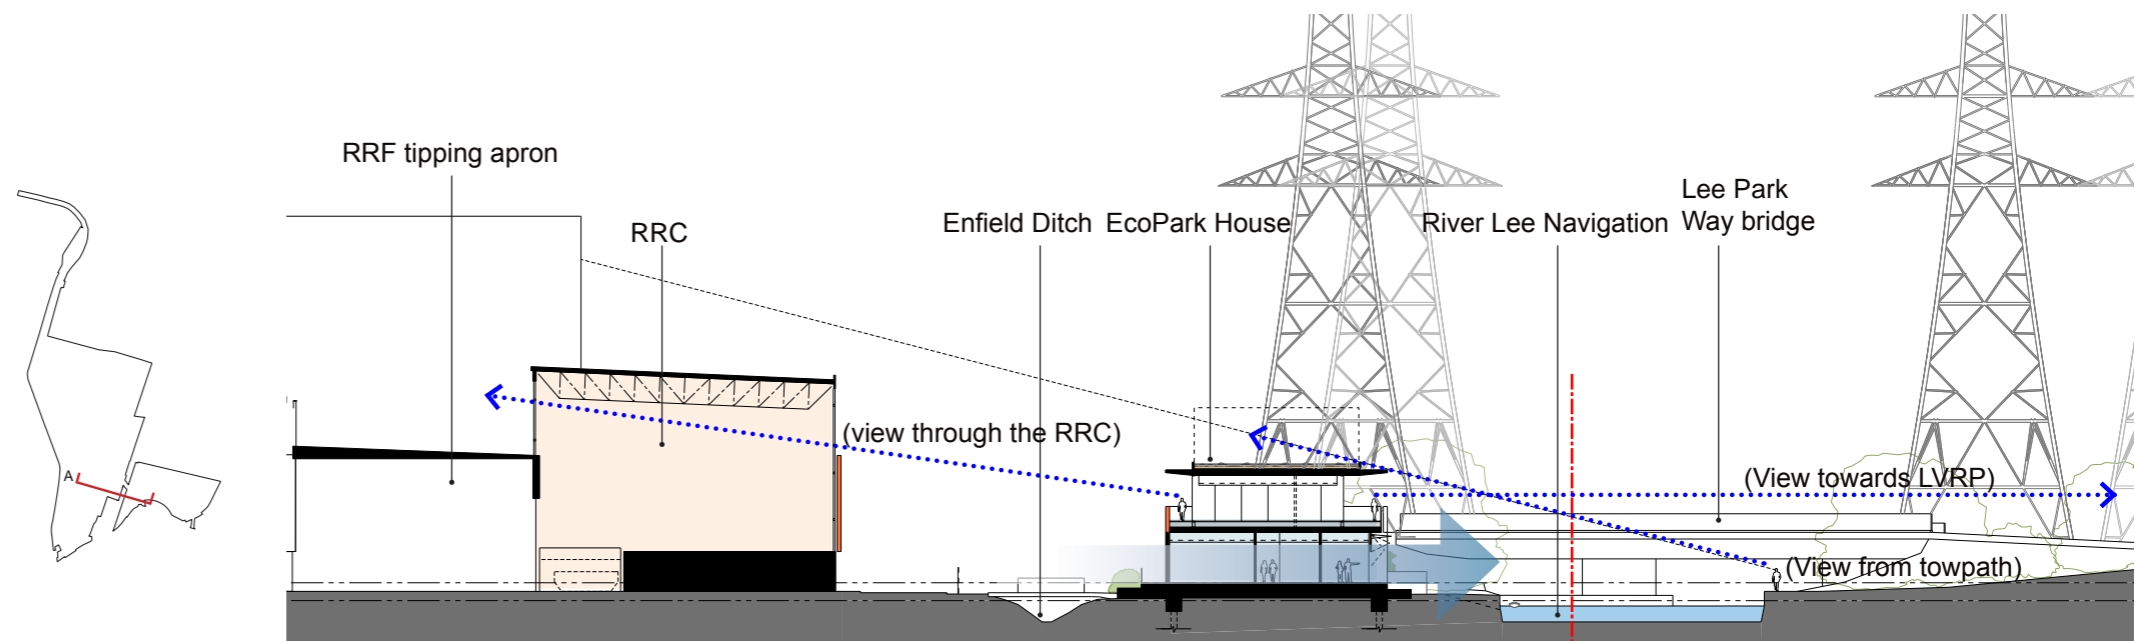 RRF tipping apron
RRC
Enfield Ditch
EcoPark House
River Lee Navigation
Lee Park
Way bridge
(view through the RRC)
(View towards LVRP)
(View from towpath)
A